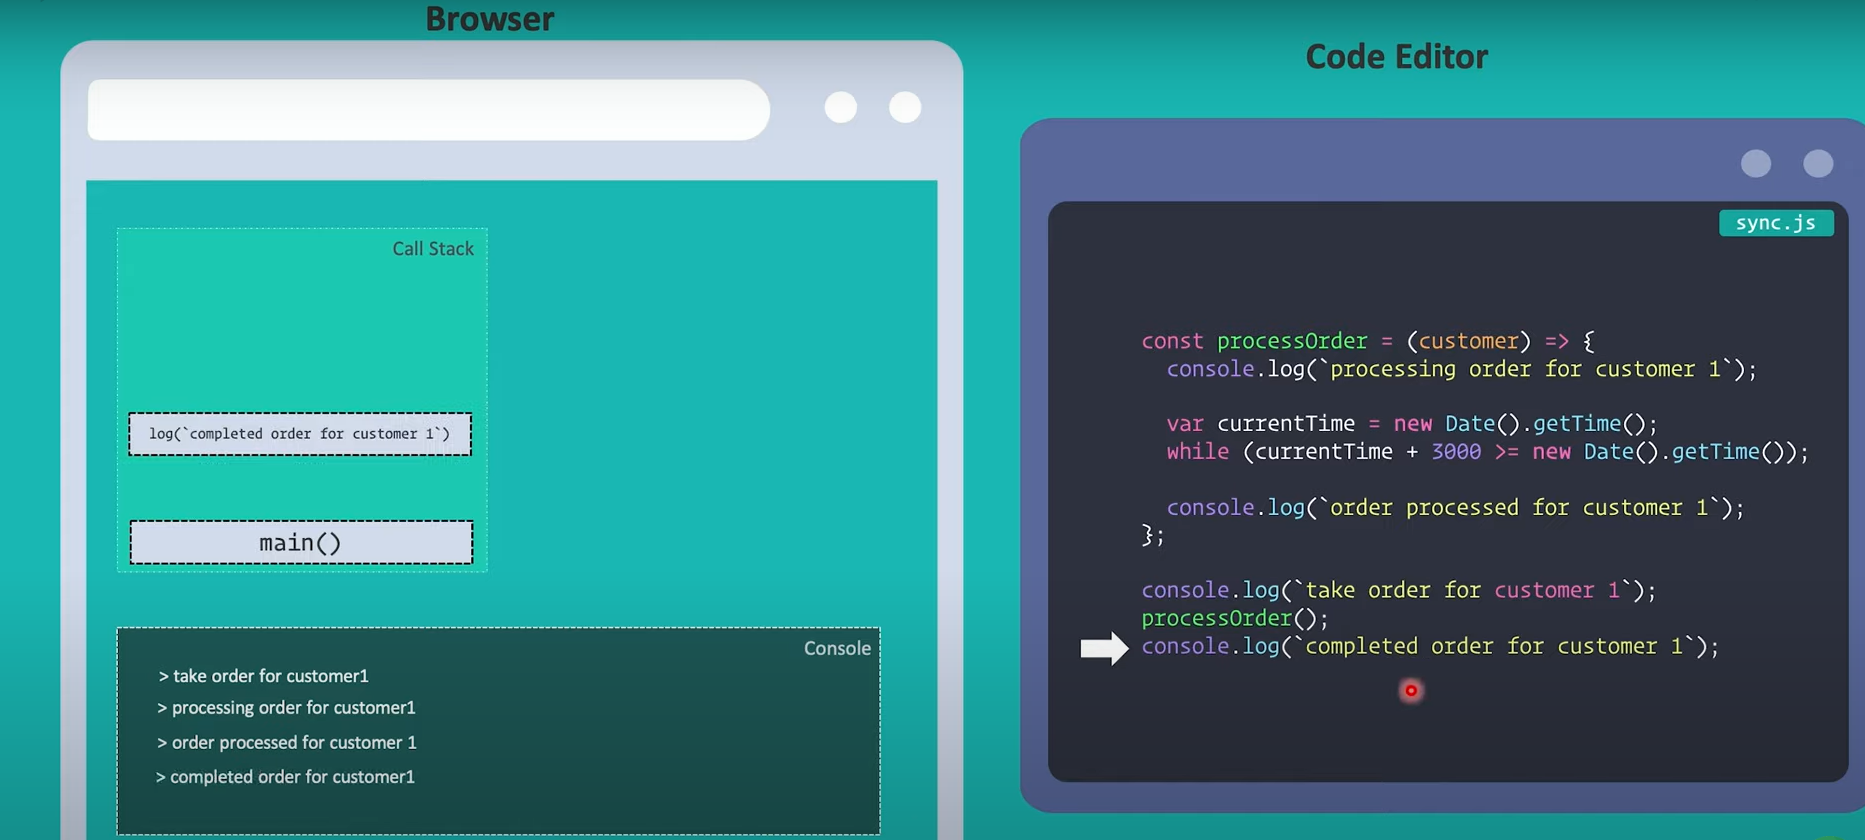 Browser
Code Editor
Call Stack
log(`completed order for customer 1`)
main()
Console
> take order for customer1
> processing order for customer1
> order processed for customer 1
> completed order for customer1
sync.js
const processOrder = (customer) => {
console.log(`processing order for customer 1`);
var currentTime = new Date().getTime();
while (currentTime + 3000 >= new Date().getTime());
console.log(`order processed for customer 1`);
};
console.log(`take order for customer 1`);
processOrder();
console.log(`completed order for customer 1`);